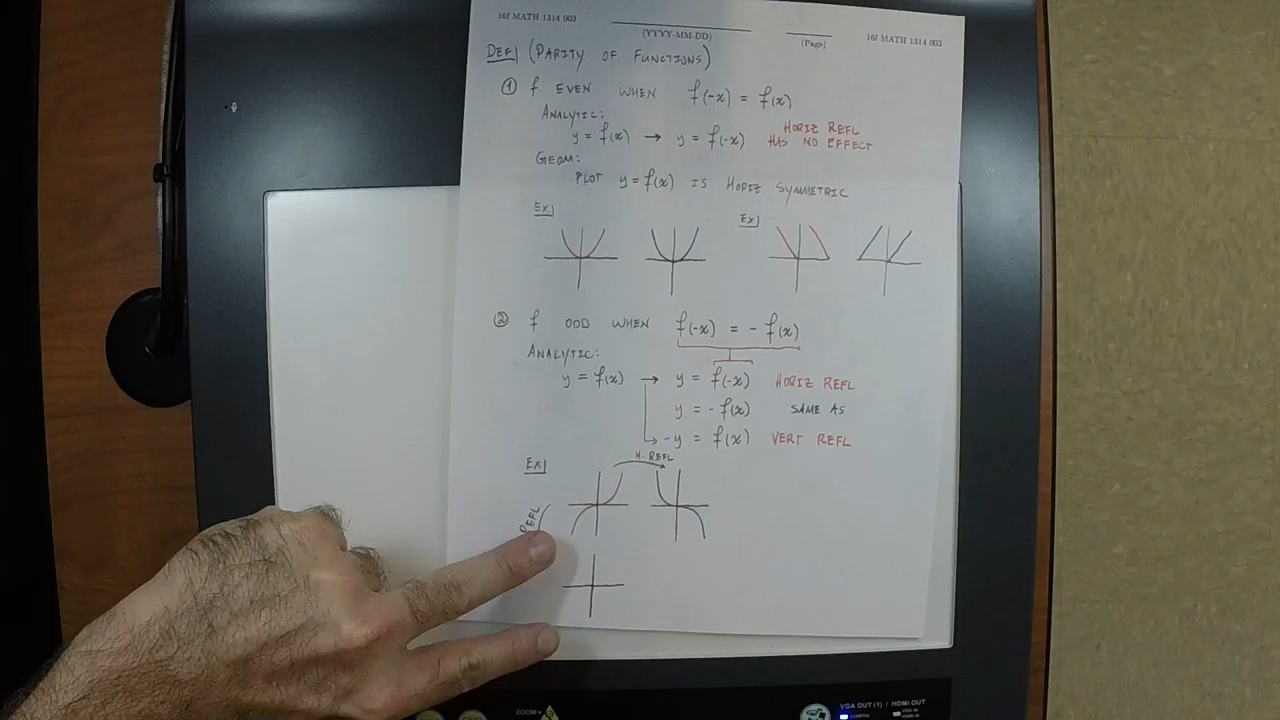 16f MATH 1314 003
(YYYY-MM-DD)
(Page)
16f MATH 1314 003
DEF (PARITY OF FUNCTIONS)
① f EVEN WHEN f(-x) = f(x)
ANALYTIC:
y = f(x) → y = f(-x) HORIZ REFL
HAS NO EFFECT
GEOM:
PLOT y = f(x) IS HORIZ SYMMETRIC
EX
EX
② f ODD WHEN f(-x) = - f(x)
ANALYTIC:
y = f(x) → y = f(-x) HORIZ REFL
y = - f(x) SAME AS
→ -y = f(x) VERT REFL
EX
H. REFL
REFL
ZOOM+
VGA OUT (1) / HDMI OUT